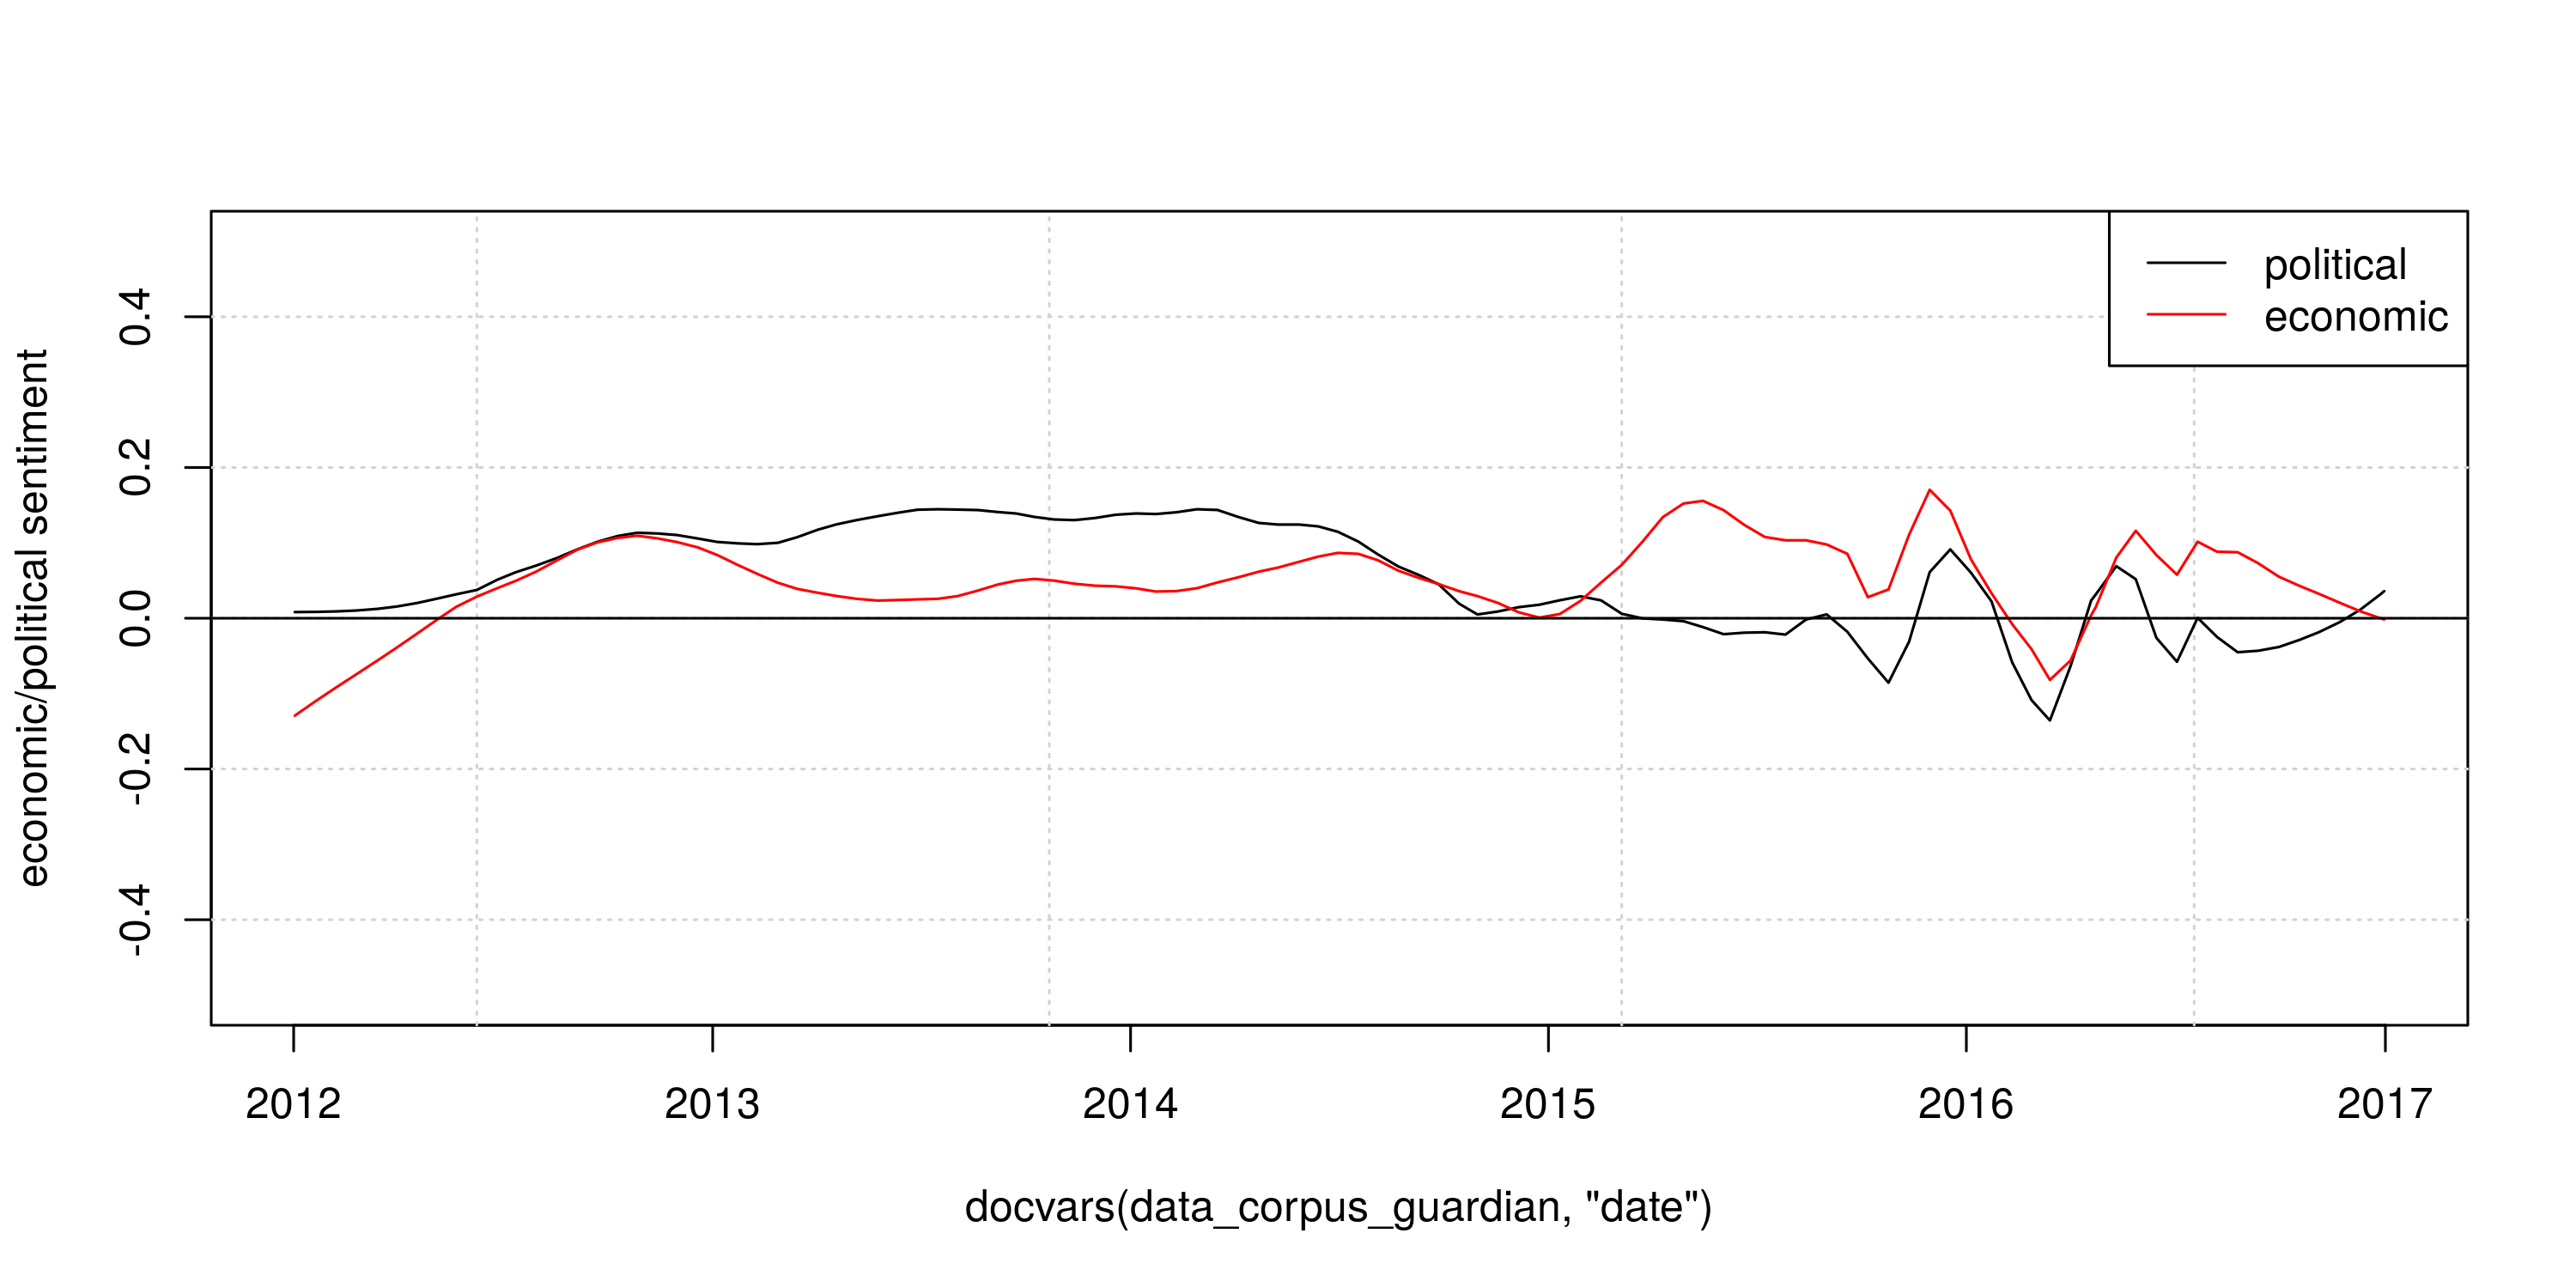 political
economic
economic/political sentiment
0.4
0.2
0.0
-0.2
-0.4
2012 2013 2014 2015 2016 2017
docvars(data_corpus_guardian, "date")